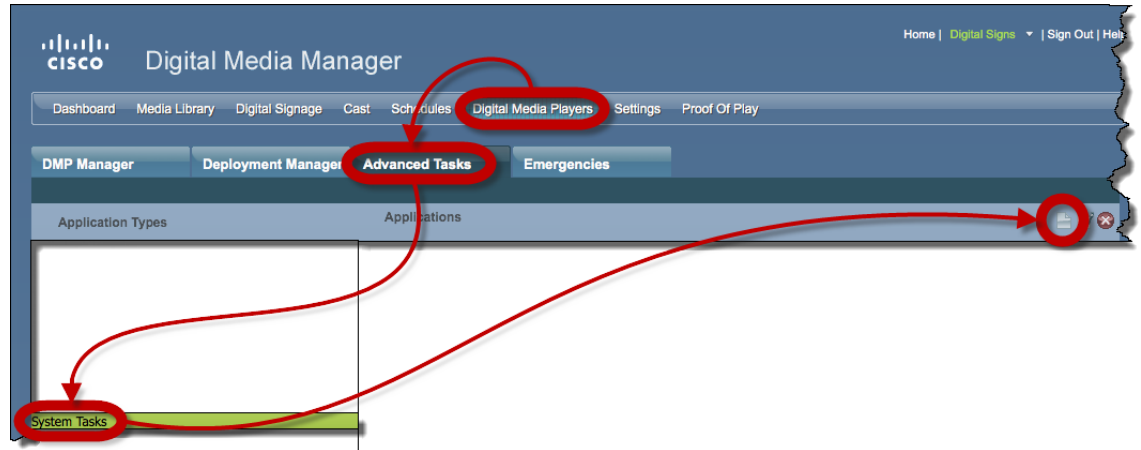 Home | Digital Signs | Sign Out | Help
CISCO Digital Media Manager
Dashboard Media Library Digital Signage Cast Schedules Digital Media Players Settings Proof Of Play
DMP Manager Deployment Manager Advanced Tasks Emergencies
Application Types Applications
System Tasks